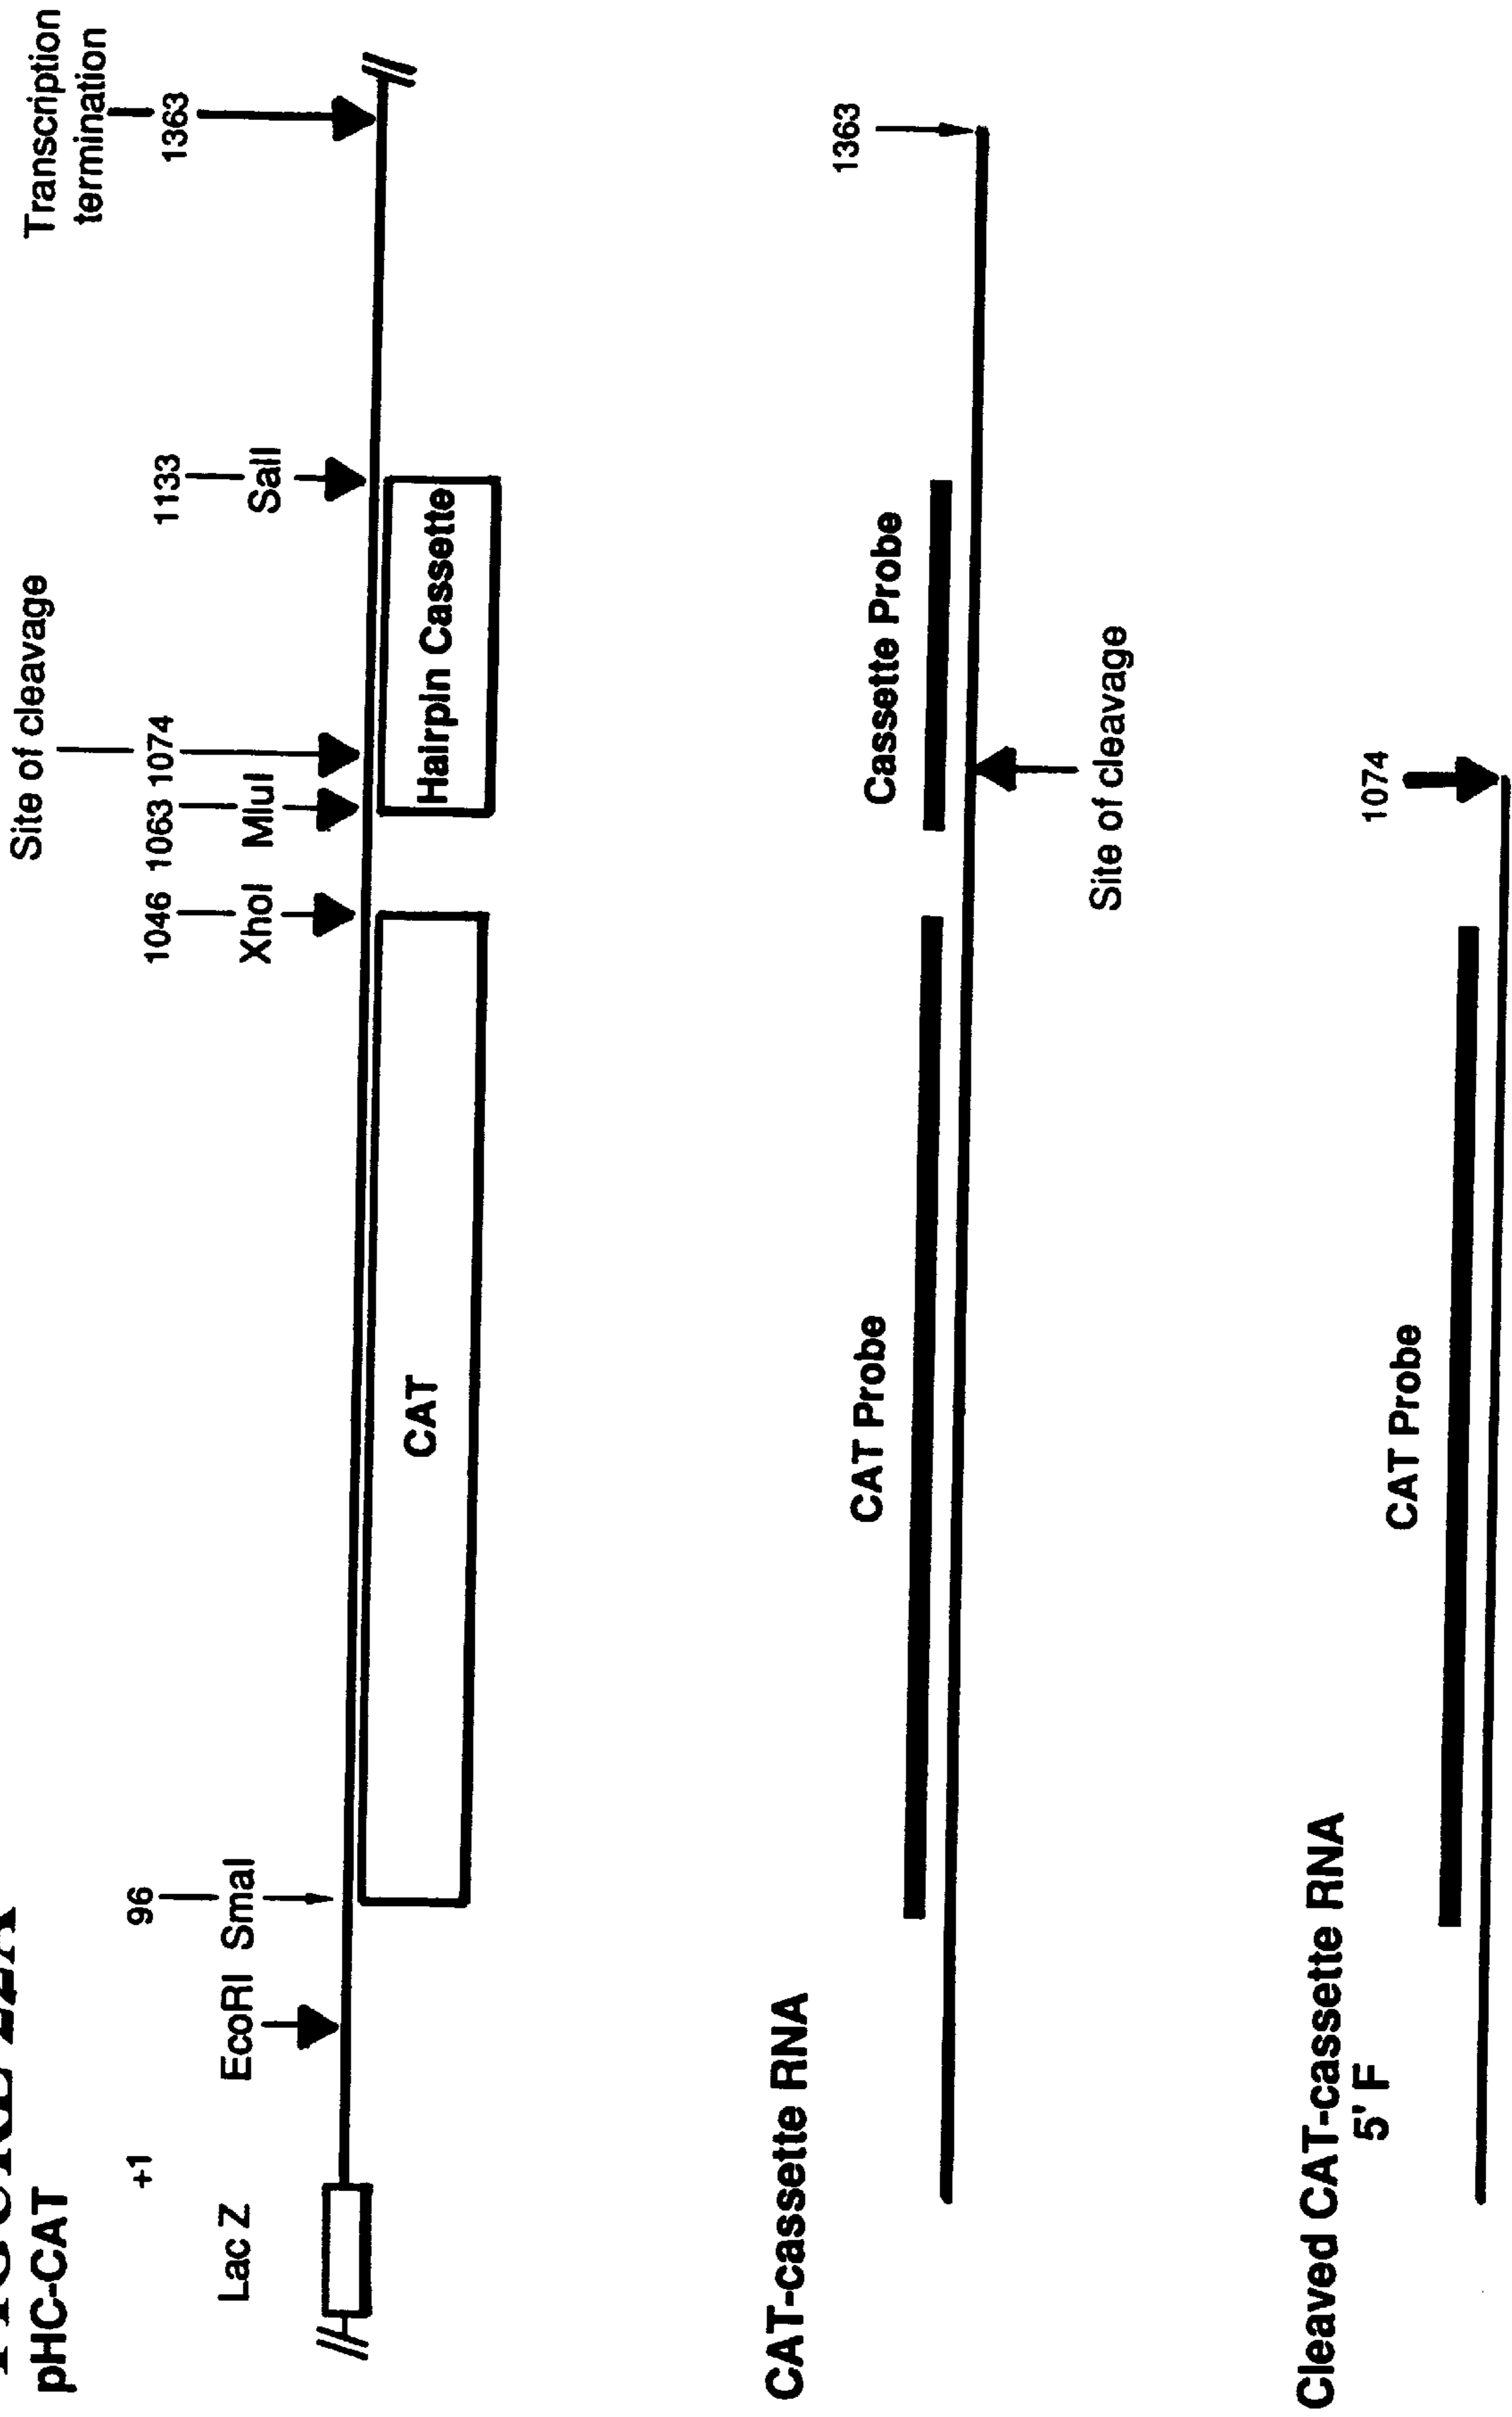 pHC-CAT
Transcription
termination
Site of cleavage
+1
96
1046 1063 1074
1133
1363
Lac Z
EcoRI SmaI
XhoI MluI
SalI
CAT
Hairpin Cassette
CAT-cassette RNA
1363
CAT Probe
Cassette Probe
Site of cleavage
Cleaved CAT-cassette RNA
5' F
1074
CAT Probe